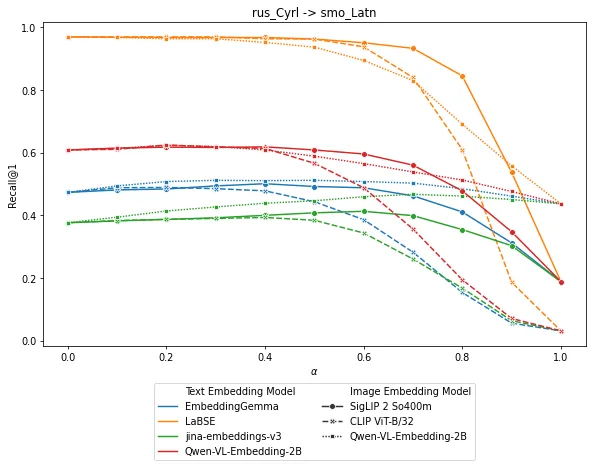 rus_Cyrl -> smo_Latn
Recall@1
1.0
0.8
0.6
0.4
0.2
0.0
0.0 0.2 0.4 0.6 0.8 1.0
α
Text Embedding Model Image Embedding Model
EmbeddingGemma SigLIP 2 So400m
LaBSE CLIP ViT-B/32
jina-embeddings-v3 Qwen-VL-Embedding-2B
Qwen-VL-Embedding-2B